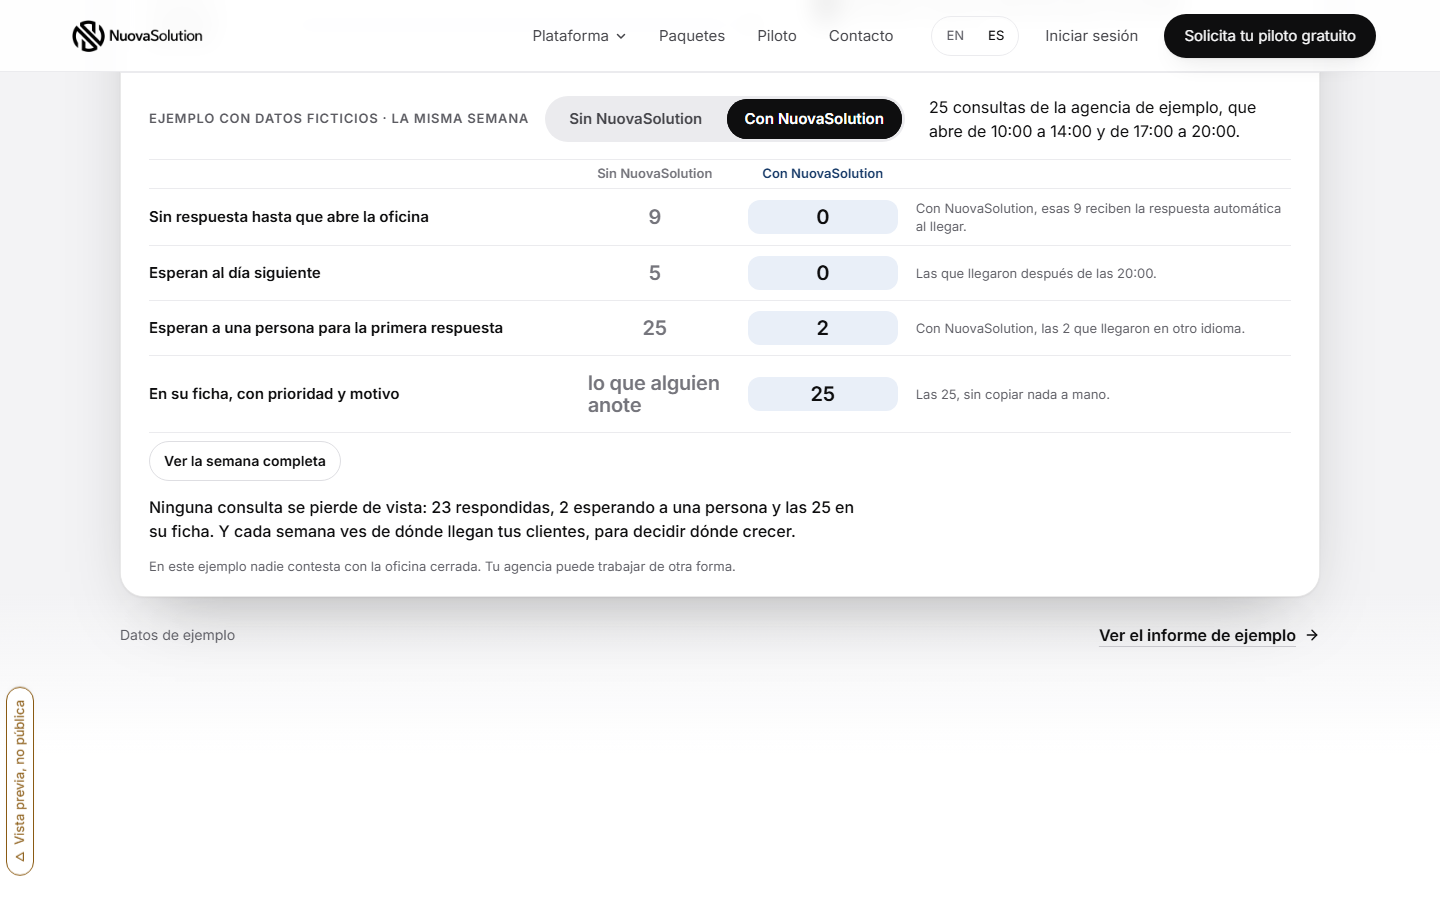 NuovaSolution
Plataforma
Paquetes
Piloto
Contacto
EN
ES
Iniciar sesión
Solicita tu piloto gratuito
EJEMPLO CON DATOS FICTICIOS · LA MISMA SEMANA
Sin NuovaSolution
Con NuovaSolution
25 consultas de la agencia de ejemplo, que
abre de 10:00 a 14:00 y de 17:00 a 20:00.
Sin NuovaSolution
Con NuovaSolution
Sin respuesta hasta que abre la oficina
9
0
Con NuovaSolution, esas 9 reciben la respuesta automática
al llegar.
Esperan al día siguiente
5
0
Las que llegaron después de las 20:00.
Esperan a una persona para la primera respuesta
25
2
Con NuovaSolution, las 2 que llegaron en otro idioma.
En su ficha, con prioridad y motivo
lo que alguien
anote
25
Las 25, sin copiar nada a mano.
Ver la semana completa
Ninguna consulta se pierde de vista: 23 respondidas, 2 esperando a una persona y las 25 en
su ficha. Y cada semana ves de dónde llegan tus clientes, para decidir dónde crecer.
En este ejemplo nadie contesta con la oficina cerrada. Tu agencia puede trabajar de otra forma.
Datos de ejemplo
Ver el informe de ejemplo →
Vista previa, no pública